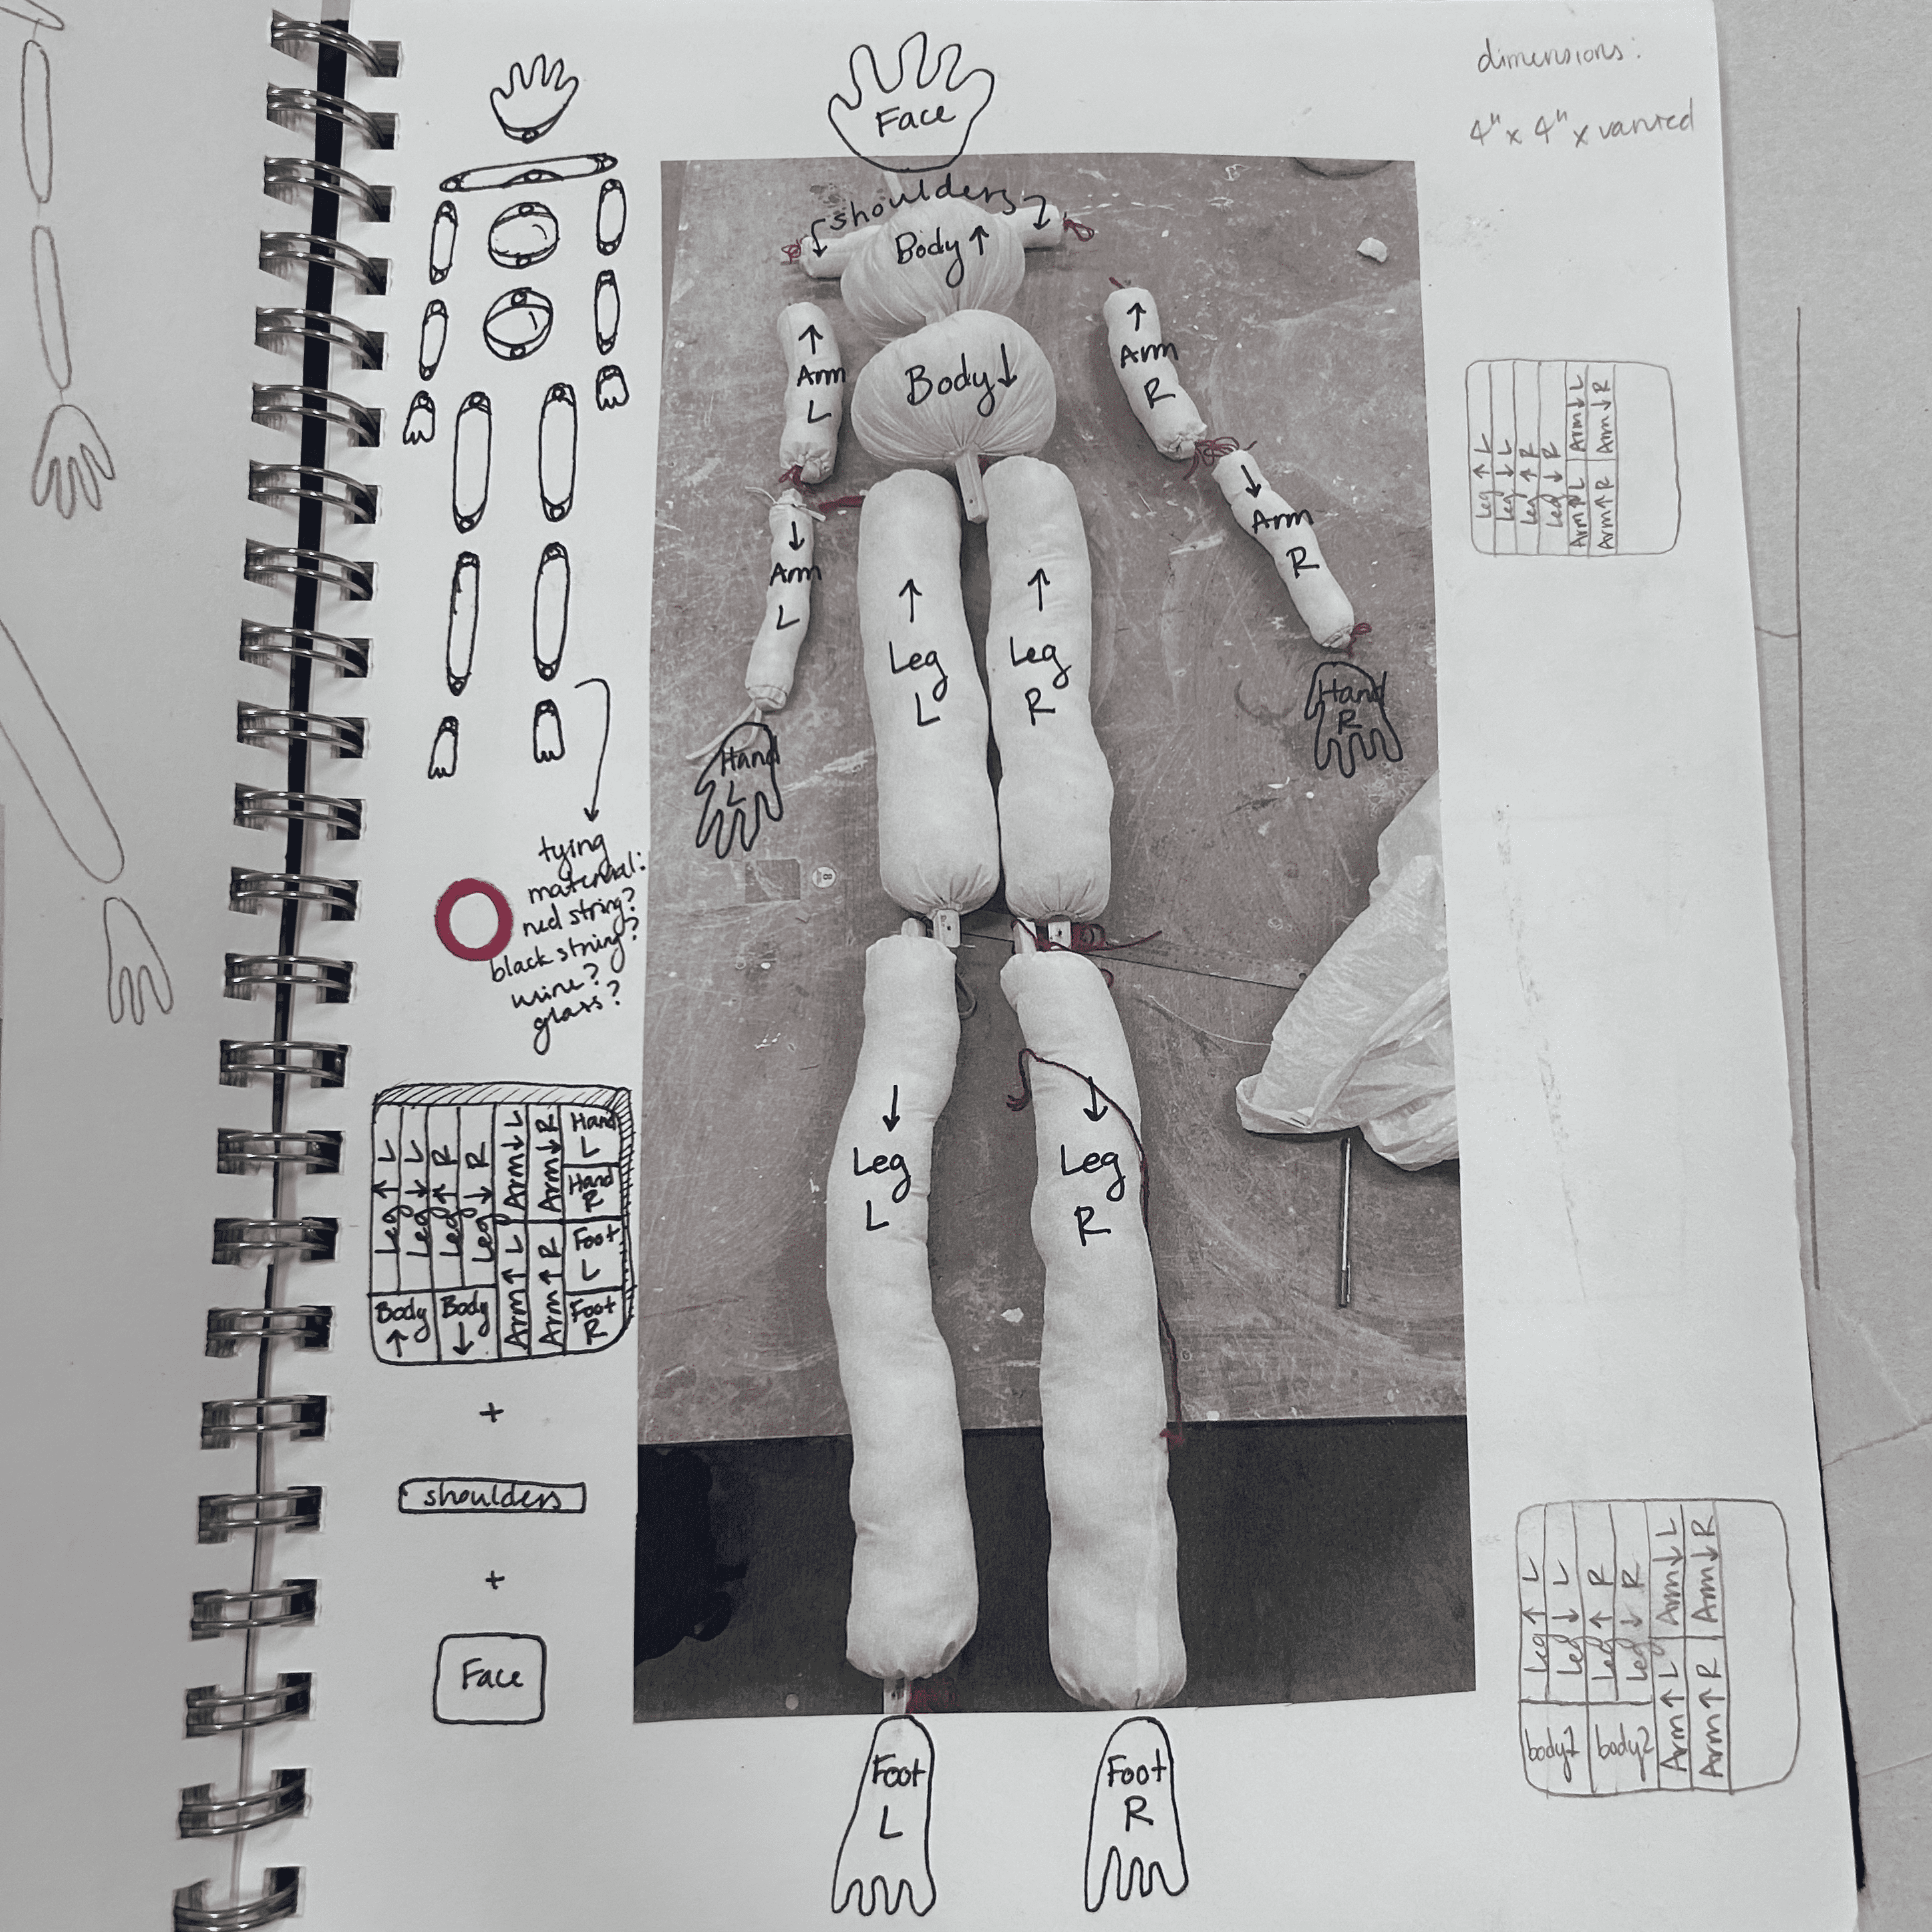 dimensions:
4" x 4" x varied
Face
shoulders
Body ↑
Body ↓
↑
Arm
L
↑
Arm
R
↓
Arm
L
↓
Arm
R
Hand
L
Hand
R
↑
Leg
L
↑
Leg
R
↓
Leg
L
↓
Leg
R
Foot
L
Foot
R
tying
material:
red string?
black string?
wire?
glass?
Leg ↑ L
Leg ↓ L
Leg ↑ R
Leg ↓ R
Arm ↑ L
Arm ↓ L
Arm ↑ R
Arm ↓ R
Hand
L
Hand
R
Foot
L
Foot
R
Body
↑
Body
↓
+
shoulders
+
Face
Leg ↑ L
Leg ↓ L
Leg ↑ R
Leg ↓ R
Arm ↑ L Arm ↓ L
Arm ↑ R Arm ↓ R
body1
body2
Leg ↑ L
Leg ↓ L
Leg ↑ R
Leg ↓ R
Arm ↑ L Arm ↓ L
Arm ↑ R Arm ↓ R